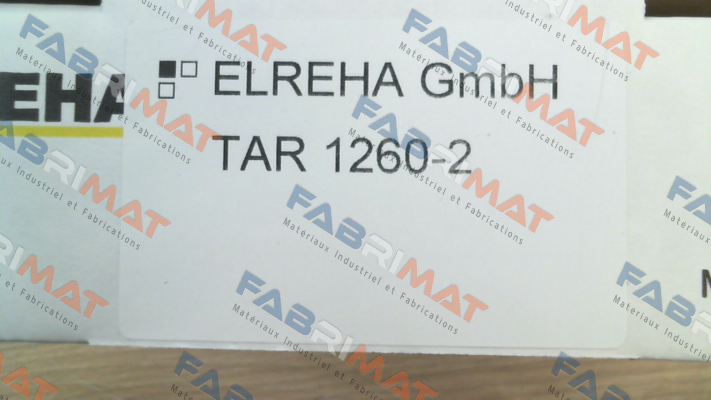 EHA
ELREHA GmbH
TAR 1260-2
FABRIMAT
Matériaux Industriel et Fabrications